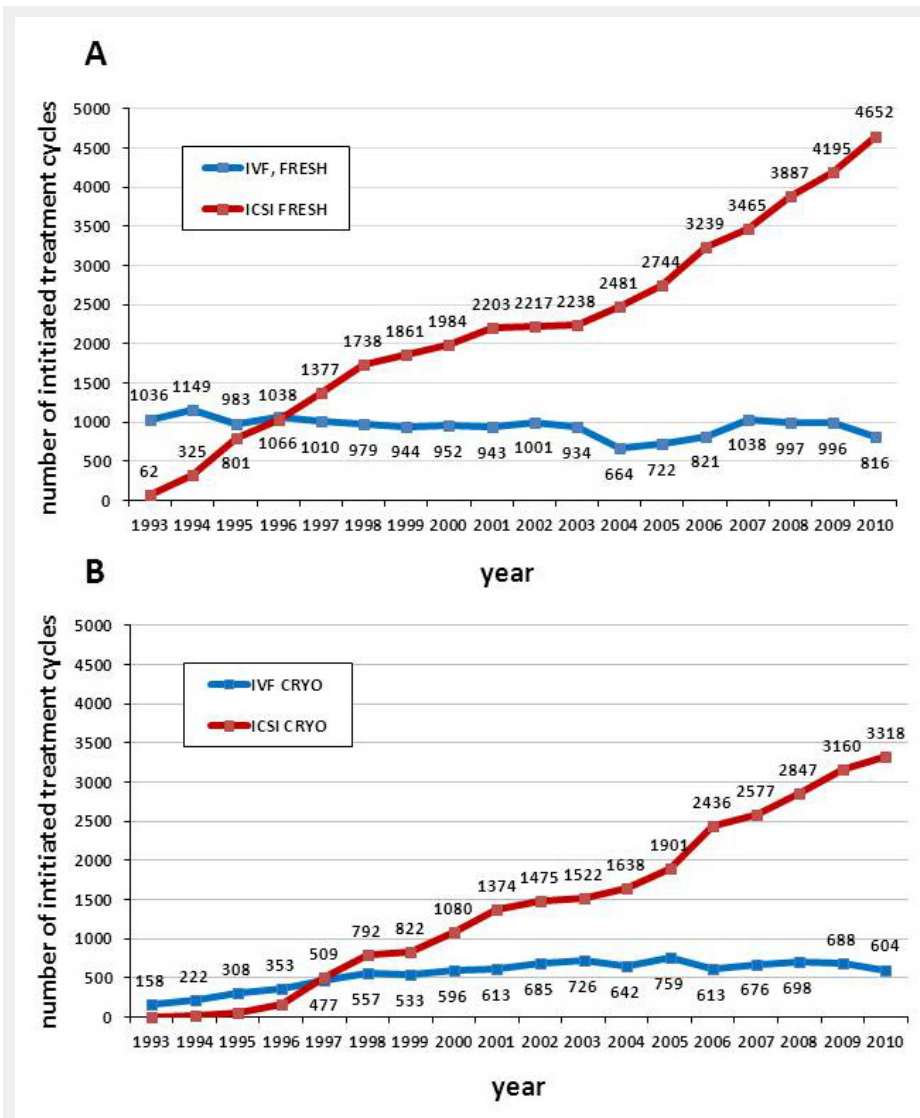 A
number of intitiated treatment cycles
5000
4500
4000
3500
3000
2500
2000
1500
1000
500
0
IVF, FRESH
ICSI FRESH
1036 1149 983 1038 1377 1738 1861 1984 2203 2217 2238 2481 2744 3239 3465 3887 4195 4652
62 325 801 1066 1010 979 944 952 943 1001 934 664 722 821 1038 997 996 816
1993 1994 1995 1996 1997 1998 1999 2000 2001 2002 2003 2004 2005 2006 2007 2008 2009 2010
year
B
number of intitiated treatment cycles
5000
4500
4000
3500
3000
2500
2000
1500
1000
500
0
IVF CRYO
ICSI CRYO
158 222 308 353 509 792 822 1080 1374 1475 1522 1638 1901 2436 2577 2847 3160 3318
477 557 533 596 613 685 726 642 759 613 676 698 688 604
1993 1994 1995 1996 1997 1998 1999 2000 2001 2002 2003 2004 2005 2006 2007 2008 2009 2010
year